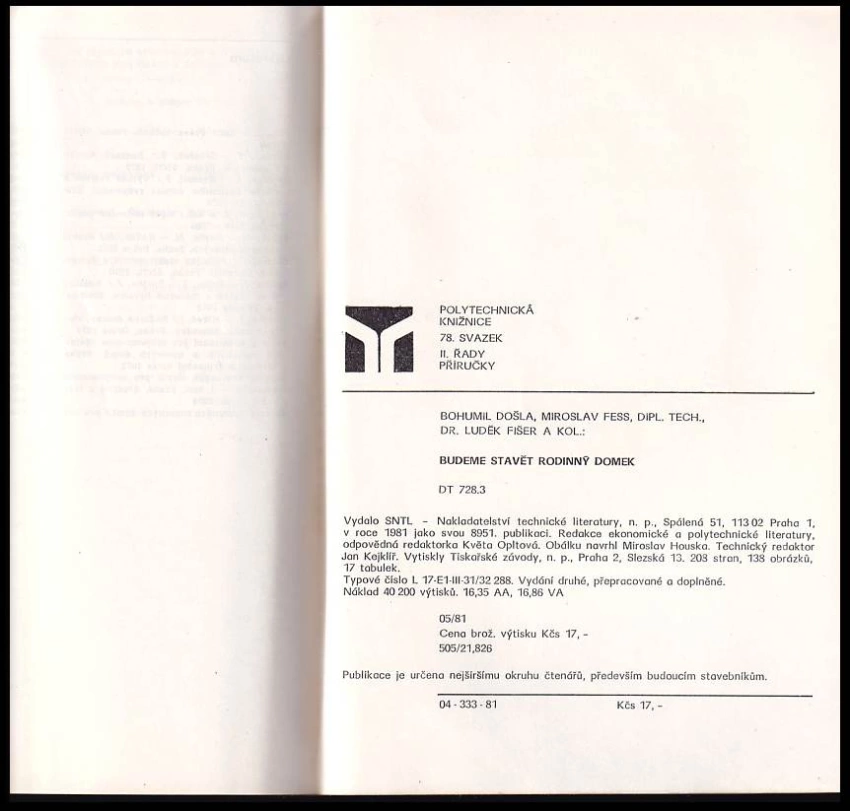 POLYTECHNICKÁ
KNIŽNICE
78. SVAZEK
II. ŘADY
PŘÍRUČKY
BOHUMIL DOŠLA, MIROSLAV FESS, DIPL. TECH.,
DR. LUDĚK FIŠER A KOL.:
BUDEME STAVĚT RODINNÝ DOMEK
DT 728.3
Vydalo SNTL – Nakladatelství technické literatury, n. p., Spálená 51, 113 02 Praha 1,
v roce 1981 jako svou 8951. publikaci. Redakce ekonomické a polytechnické literatury,
odpovědná redaktorka Květa Opltová. Obálku navrhl Miroslav Houska. Technický redaktor
Jan Kejklíř. Vytiskly Tiskařské závody, n. p., Praha 2, Slezská 13. 208 stran, 138 obrázků,
17 tabulek.
Typové číslo L 17-E1-III-31/32 288. Vydání druhé, přepracované a doplněné.
Náklad 40 200 výtisků. 16,35 AA, 16,86 VA
05/81
Cena brož. výtisku Kčs 17,–
505/21,826
Publikace je určena nejširšímu okruhu čtenářů, především budoucím stavebníkům.
04 - 333 - 81 Kčs 17,–